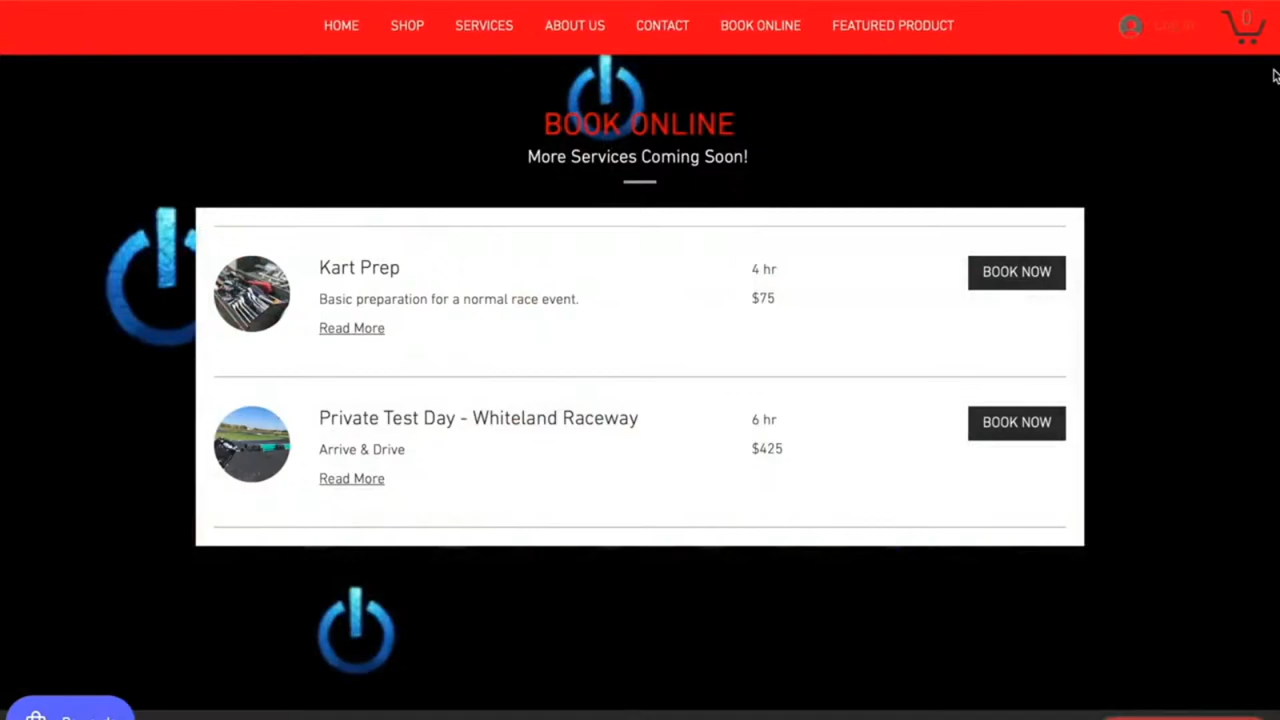 HOME SHOP SERVICES ABOUT US CONTACT BOOK ONLINE FEATURED PRODUCT Log In 0
BOOK ONLINE
More Services Coming Soon!
Kart Prep
4 hr
BOOK NOW
Basic preparation for a normal race event.
$75
Read More
Private Test Day - Whiteland Raceway
6 hr
BOOK NOW
Arrive & Drive
$425
Read More